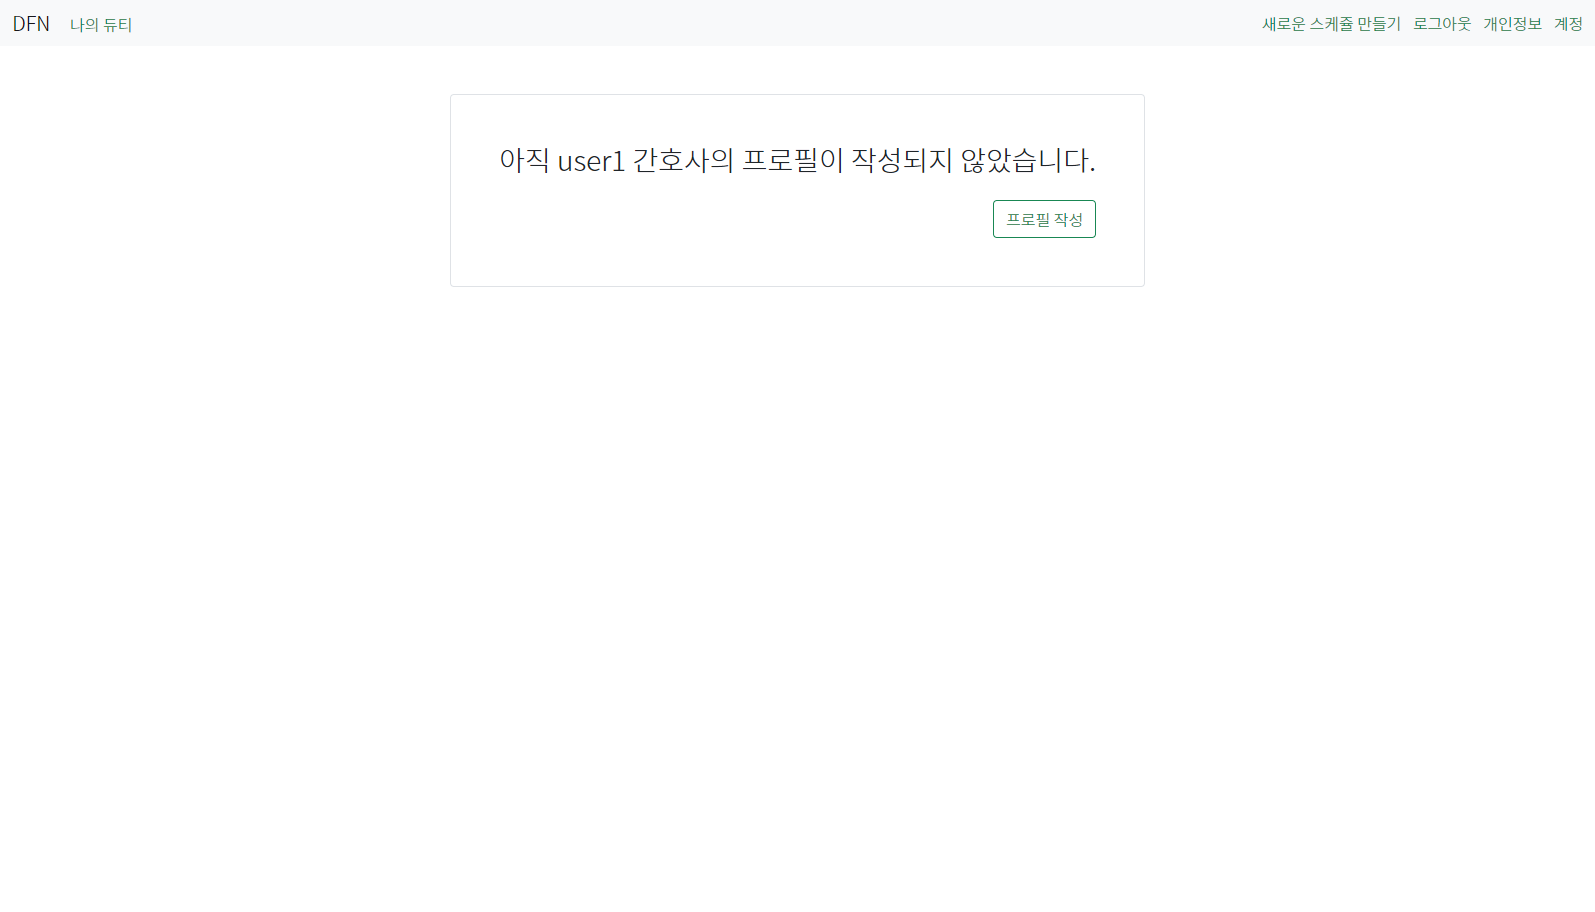 DFN 나의 듀티 새로운 스케쥴 만들기 로그아웃 개인정보 계정
아직 user1 간호사의 프로필이 작성되지 않았습니다.
프로필 작성